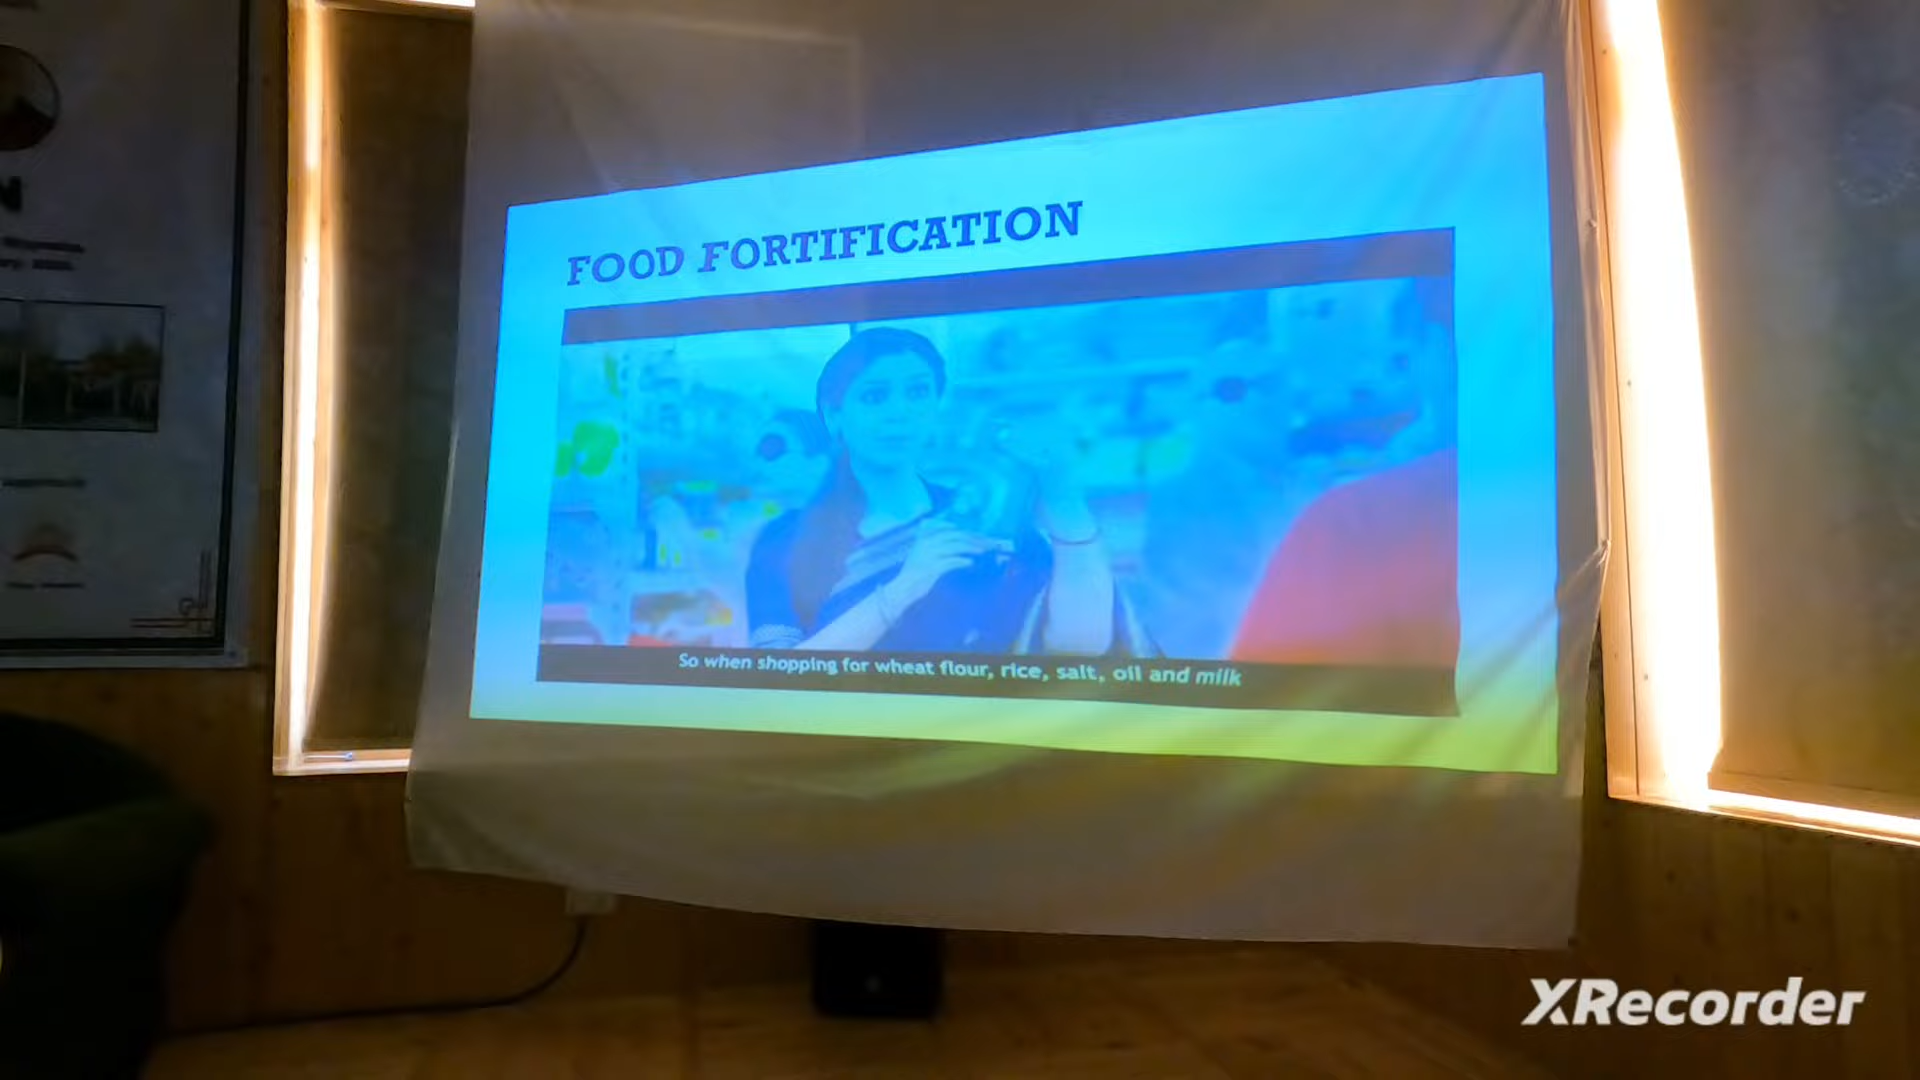 FOOD FORTIFICATION
So when shopping for wheat flour, rice, salt, oil and milk
XRecorder